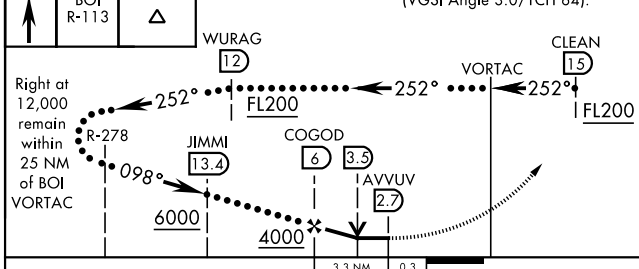 BOI
R-113
(VGSI Angle 3.0/TCH 64).
WURAG
12
CLEAN
15
VORTAC
252°
FL200
252°
252°
FL200
Right at
12,000
remain
within
25 NM
of BOI
VORTAC
R-278
098°
JIMMI
13.4
6000
COGOD
6
4000
3.5
AVVUV
2.7
3.3 NM
0.3